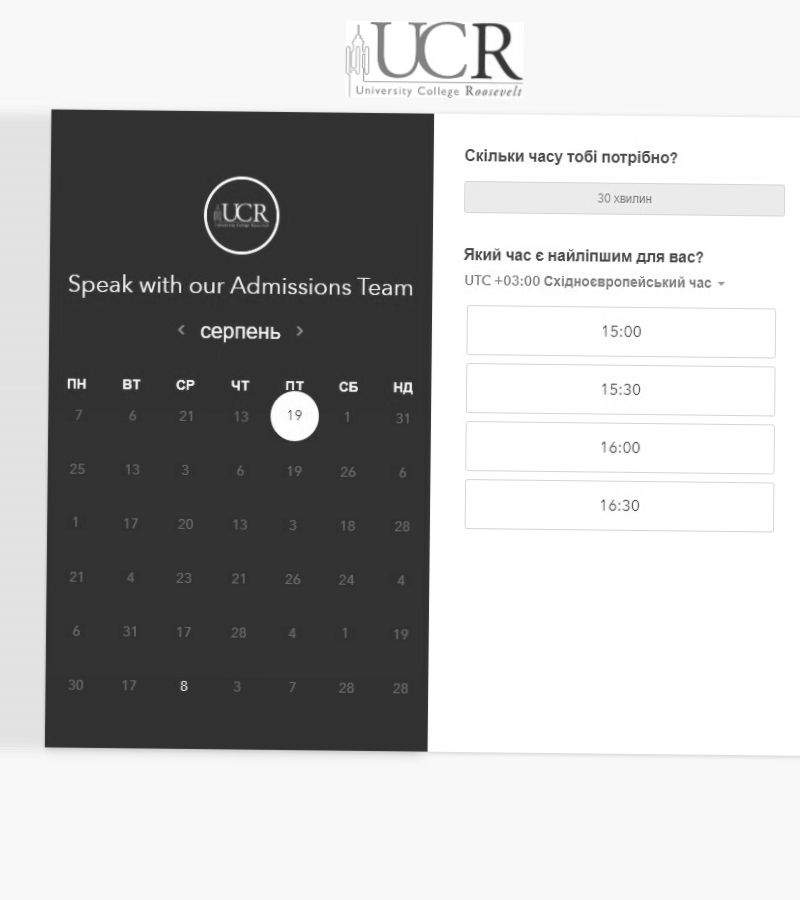 UCR
University College Roosevelt
UCR
University College Roosevelt
Speak with our Admissions Team
серпень
ПН ВТ СР ЧТ ПТ СБ НД
7 6 21 13 19 1 31
25 13 3 6 19 26 6
1 17 20 13 3 18 28
21 4 23 21 26 24 4
6 31 17 28 4 1 19
30 17 8 3 7 28 28
Скільки часу тобі потрібно?
30 хвилин
Який час є найліпшим для вас?
UTC +03:00 Східноєвропейський час
15:00
15:30
16:00
16:30